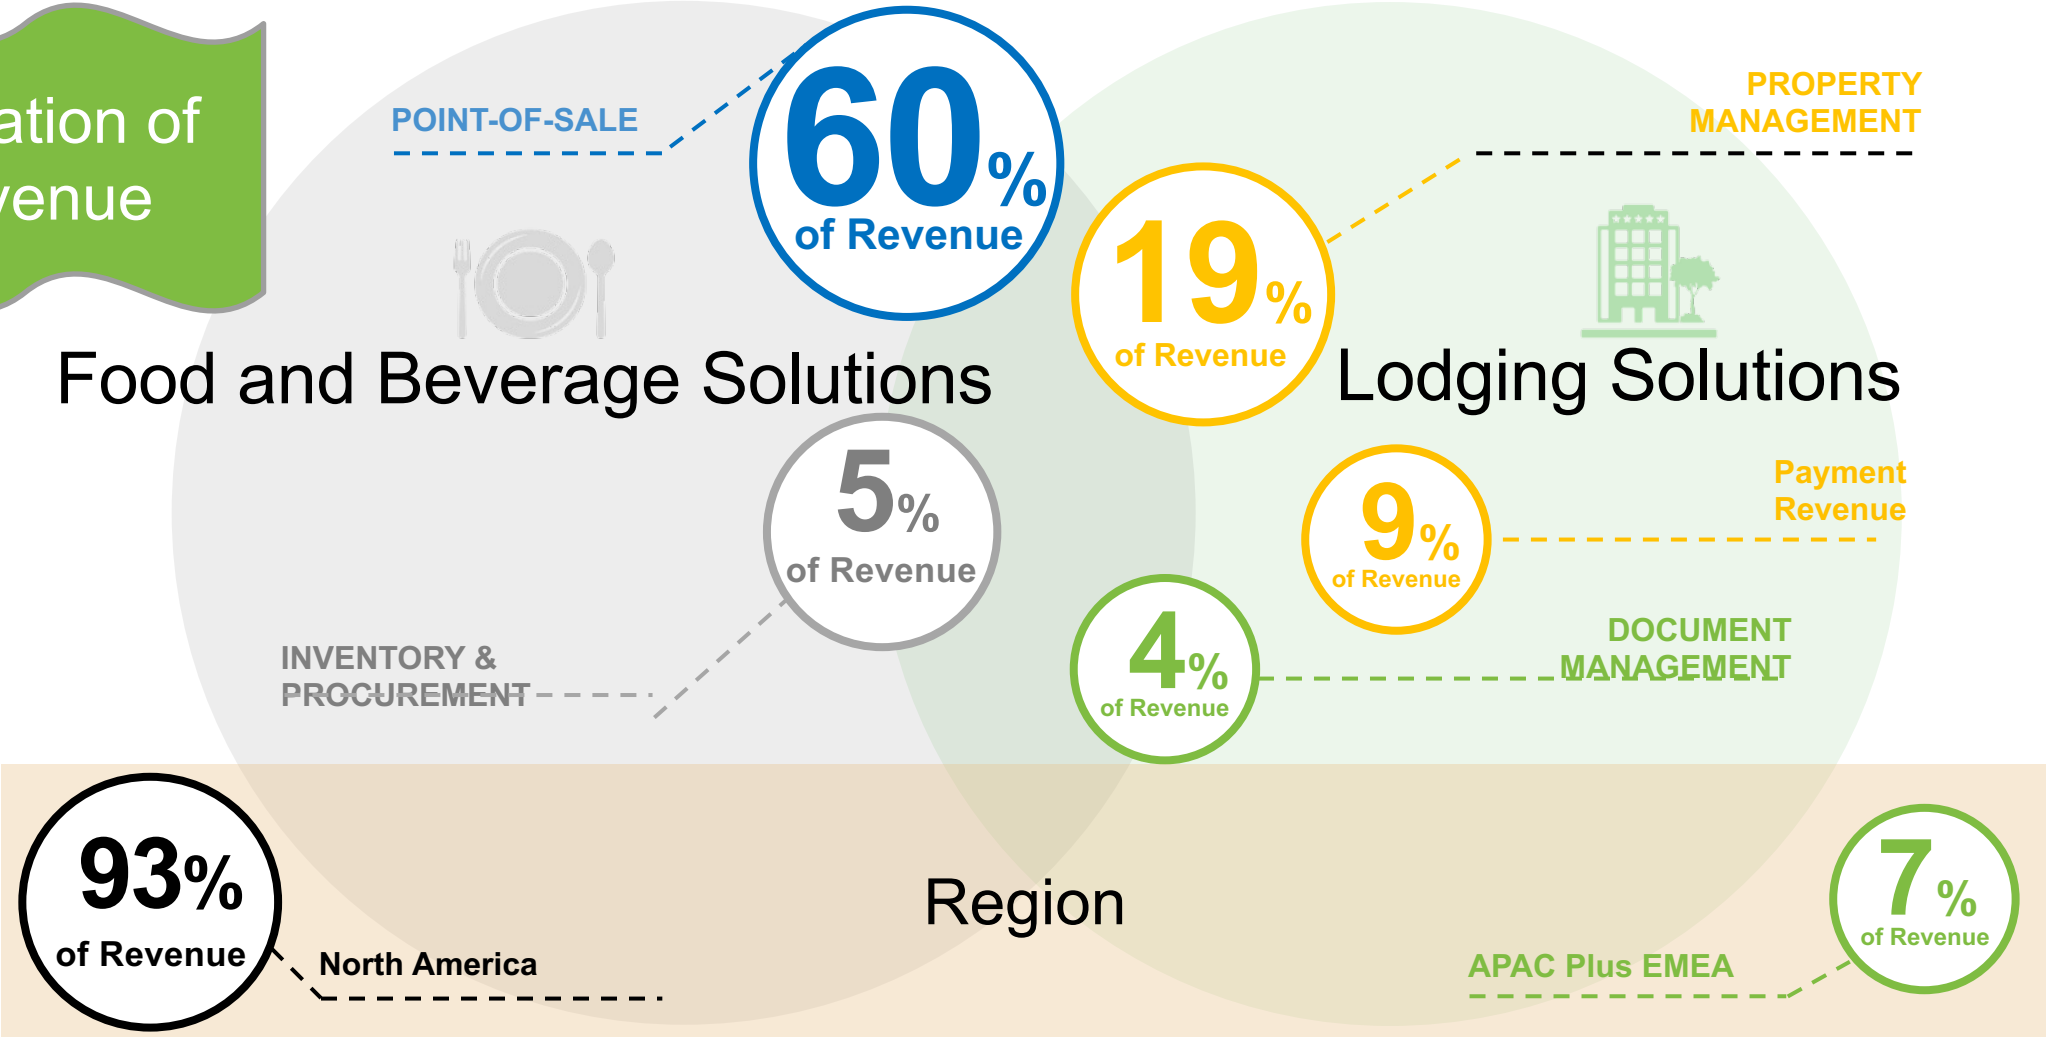 ation of
venue
POINT-OF-SALE
60%
of Revenue
PROPERTY
MANAGEMENT
19%
of Revenue
Food and Beverage Solutions
Lodging Solutions
5%
of Revenue
Payment
Revenue
9%
of Revenue
INVENTORY &
PROCUREMENT
4%
of Revenue
DOCUMENT
MANAGEMENT
93%
of Revenue
North America
Region
7%
of Revenue
APAC Plus EMEA